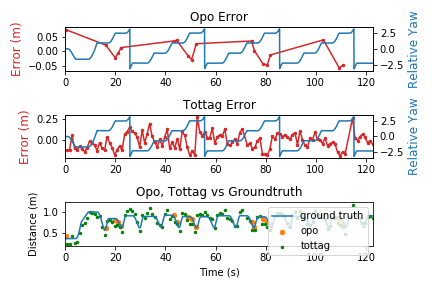 Opo Error
Error (m)
0.05
0.00
−0.05
2.5
0.0
−2.5
Relative Yaw
0 20 40 60 80 100 120
Tottag Error
Error (m)
0.25
0.00
2.5
0.0
−2.5
Relative Yaw
0 20 40 60 80 100 120
Opo, Tottag vs Groundtruth
Distance (m)
1.0
0.5
ground truth
opo
tottag
0 20 40 60 80 100 120
Time (s)